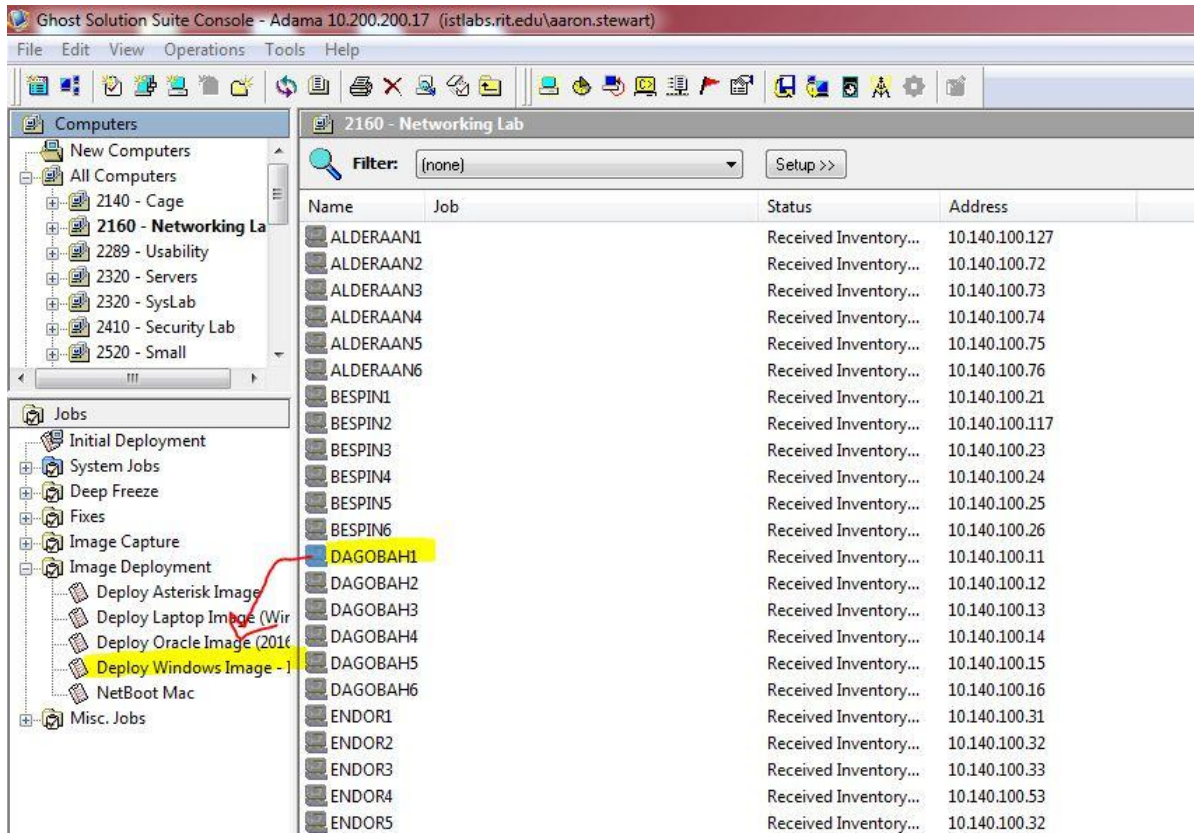 Ghost Solution Suite Console - Adama 10.200.200.17 (istlabs.rit.edu\aaron.stewart)
File Edit View Operations Tools Help
Computers
New Computers
All Computers
2140 - Cage
2160 - Networking La
2289 - Usability
2320 - Servers
2320 - SysLab
2410 - Security Lab
2520 - Small
Jobs
Initial Deployment
System Jobs
Deep Freeze
Fixes
Image Capture
Image Deployment
Deploy Asterisk Image
Deploy Laptop Image (Wir
Deploy Oracle Image (2016
Deploy Windows Image -
NetBoot Mac
Misc. Jobs
2160 - Networking Lab
Filter: (none) Setup >>
Name Job Status Address
ALDERAAN1 Received Inventory... 10.140.100.127
ALDERAAN2 Received Inventory... 10.140.100.72
ALDERAAN3 Received Inventory... 10.140.100.73
ALDERAAN4 Received Inventory... 10.140.100.74
ALDERAAN5 Received Inventory... 10.140.100.75
ALDERAAN6 Received Inventory... 10.140.100.76
BESPIN1 Received Inventory... 10.140.100.21
BESPIN2 Received Inventory... 10.140.100.117
BESPIN3 Received Inventory... 10.140.100.23
BESPIN4 Received Inventory... 10.140.100.24
BESPIN5 Received Inventory... 10.140.100.25
BESPIN6 Received Inventory... 10.140.100.26
DAGOBAH1 Received Inventory... 10.140.100.11
DAGOBAH2 Received Inventory... 10.140.100.12
DAGOBAH3 Received Inventory... 10.140.100.13
DAGOBAH4 Received Inventory... 10.140.100.14
DAGOBAH5 Received Inventory... 10.140.100.15
DAGOBAH6 Received Inventory... 10.140.100.16
ENDOR1 Received Inventory... 10.140.100.31
ENDOR2 Received Inventory... 10.140.100.32
ENDOR3 Received Inventory... 10.140.100.33
ENDOR4 Received Inventory... 10.140.100.53
ENDOR5 Received Inventory... 10.140.100.32